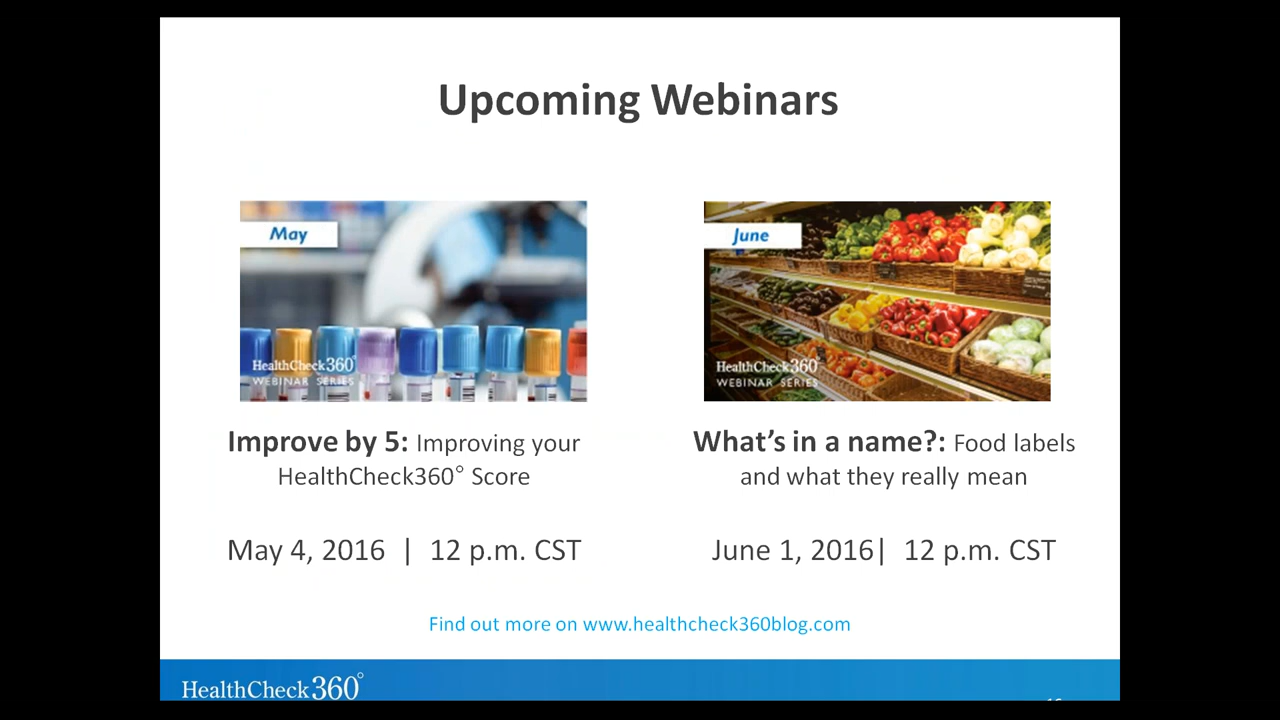 Upcoming Webinars
May
HealthCheck360°
WEBINAR SERIES
June
HealthCheck360°
WEBINAR SERIES
Improve by 5: Improving your
HealthCheck360° Score
May 4, 2016 | 12 p.m. CST
What's in a name?: Food labels
and what they really mean
June 1, 2016| 12 p.m. CST
Find out more on www.healthcheck360blog.com
HealthCheck360°